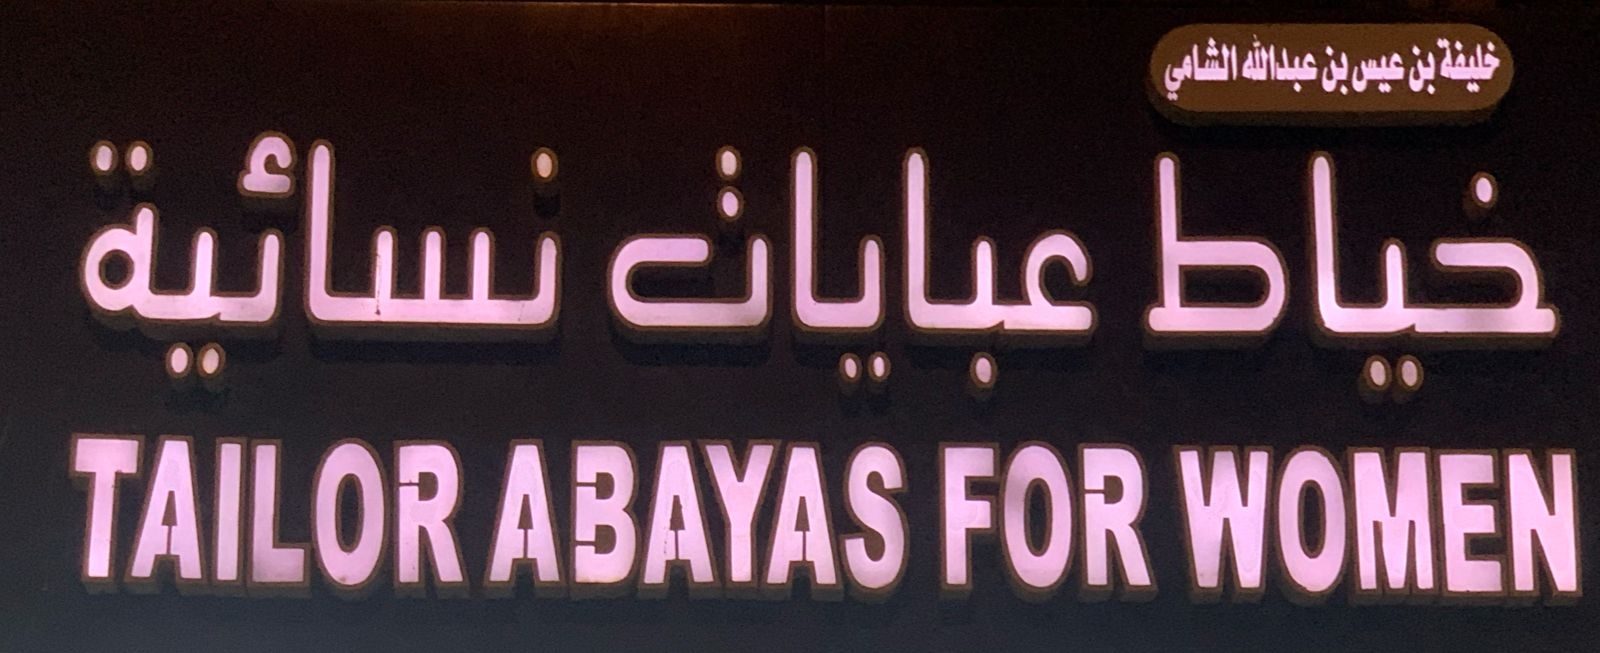 خليفة بن عيس بن عبدالله الشامي
خياط عبايات نسائية
TAILOR ABAYAS FOR WOMEN